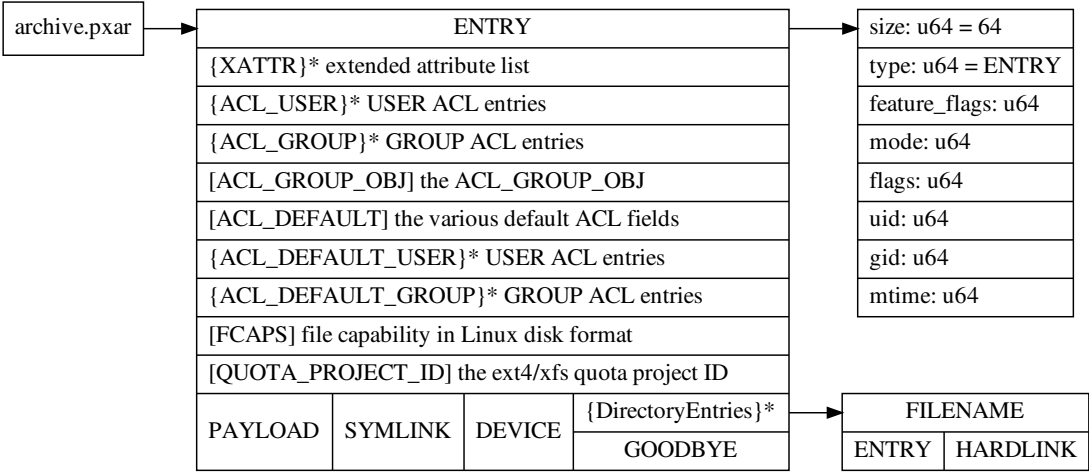 archive.pxar
ENTRY
{XATTR}* extended attribute list
{ACL_USER}* USER ACL entries
{ACL_GROUP}* GROUP ACL entries
[ACL_GROUP_OBJ] the ACL_GROUP_OBJ
[ACL_DEFAULT] the various default ACL fields
{ACL_DEFAULT_USER}* USER ACL entries
{ACL_DEFAULT_GROUP}* GROUP ACL entries
[FCAPS] file capability in Linux disk format
[QUOTA_PROJECT_ID] the ext4/xfs quota project ID
PAYLOAD
SYMLINK
DEVICE
{DirectoryEntries}*
GOODBYE
size: u64 = 64
type: u64 = ENTRY
feature_flags: u64
mode: u64
flags: u64
uid: u64
gid: u64
mtime: u64
FILENAME
ENTRY
HARDLINK